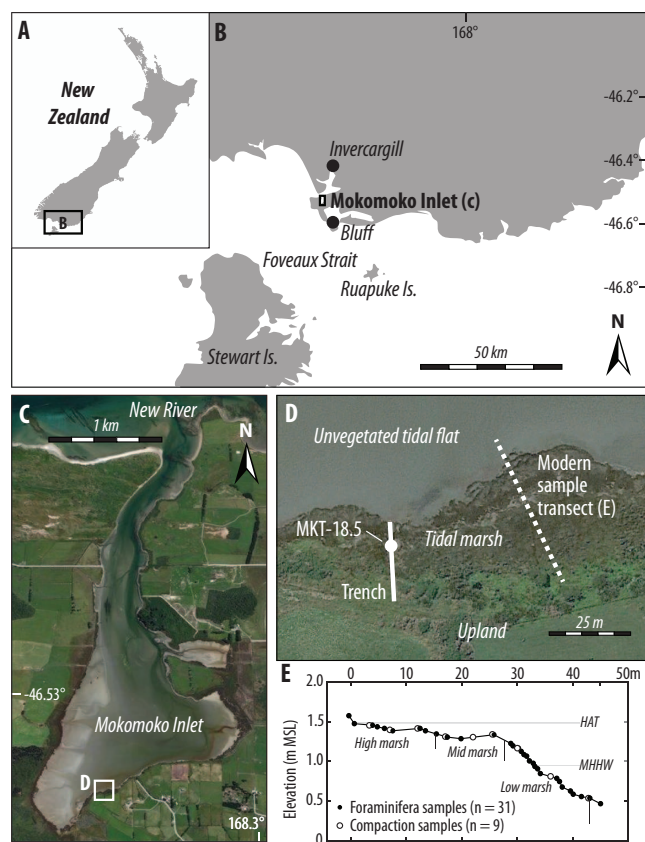 A
New
Zealand
B
B
168°
-46.2°
-46.4°
-46.6°
-46.8°
Invercargill
Mokomoko Inlet (c)
Bluff
Foveaux Strait
Ruapuke Is.
Stewart Is.
N
50 km
C
New River
1 km
N
-46.53°
Mokomoko Inlet
D
168.3°
D
Unvegetated tidal flat
Modern
sample
transect (E)
MKT-18.5
Tidal marsh
Trench
Upland
25 m
E
0 10 20 30 40 50m
2.0
1.5
1.0
0.5
0
Elevation (m MSL)
HAT
MHHW
High marsh
Mid marsh
Low marsh
Foraminifera samples (n = 31)
Compaction samples (n = 9)